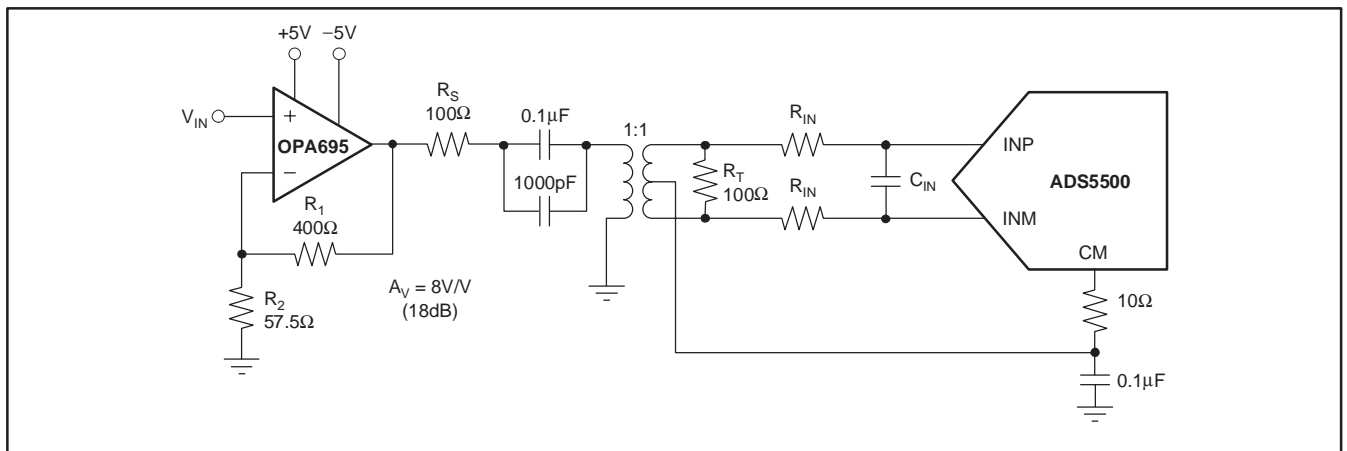 +5V −5V
V_IN
+
OPA695
−
R_S
100Ω
0.1µF
1000pF
1:1
R_T
100Ω
R_IN
R_IN
C_IN
INP
ADS5500
INM
CM
R_1
400Ω
A_V = 8V/V
(18dB)
R_2
57.5Ω
10Ω
0.1µF